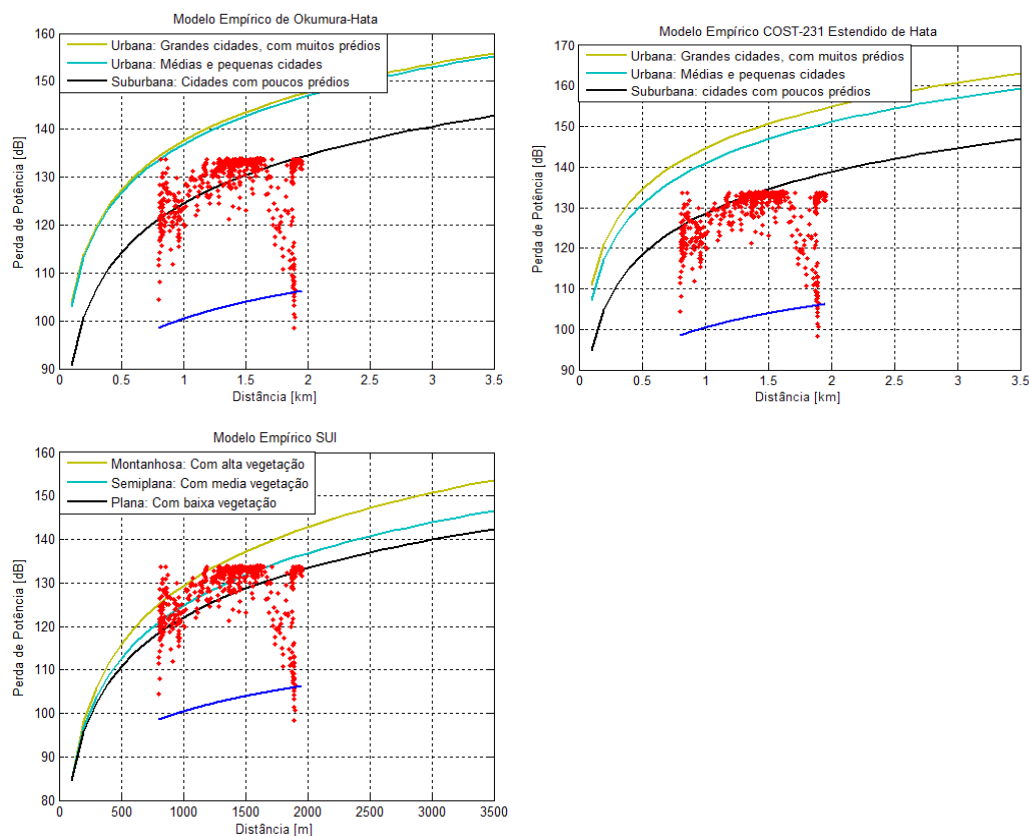 Modelo Empírico de Okumura-Hata
160
150
140
130
120
110
100
90
Perda de Potência [dB]
Urbana: Grandes cidades, com muitos prédios
Urbana: Médias e pequenas cidades
Suburbana: Cidades com poucos prédios
0 0.5 1 1.5 2 2.5 3 3.5
Distância [km]
Modelo Empírico COST-231 Estendido de Hata
170
160
150
140
130
120
110
100
90
Perda de Potência [dB]
Urbana: Grandes cidades, com muitos prédios
Urbana: Médias e pequenas cidades
Suburbana: cidades com poucos prédios
0 0.5 1 1.5 2 2.5 3 3.5
Distância [km]
Modelo Empírico SUI
160
150
140
130
120
110
100
90
80
Perda de Potência [dB]
Montanhosa: Com alta vegetação
Semiplana: Com media vegetação
Plana: Com baixa vegetação
0 500 1000 1500 2000 2500 3000 3500
Distância [m]